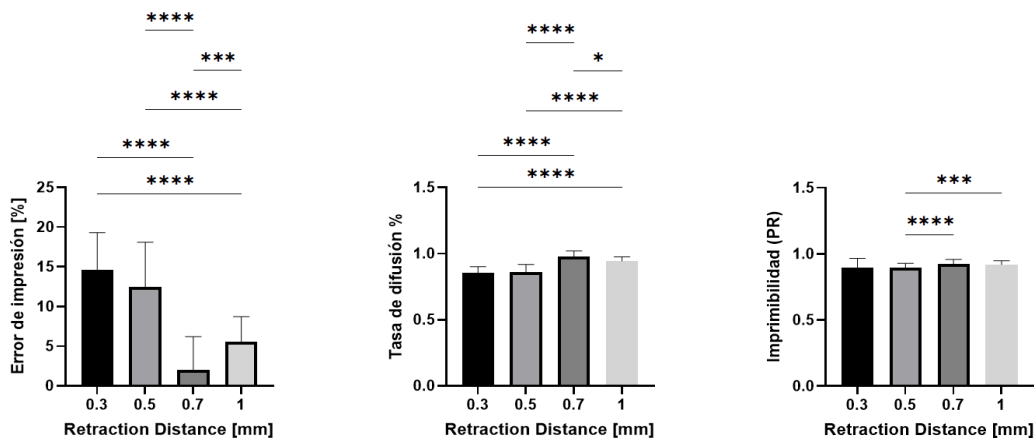 ****
***
****
****
****
Error de impresión [%]
25
20
15
10
5
0
0.3 0.5 0.7 1
Retraction Distance [mm]
****
*
****
****
****
Tasa de difusión %
1.5
1.0
0.5
0.0
0.3 0.5 0.7 1
Retraction Distance [mm]
***
****
Imprimibilidad (PR)
1.5
1.0
0.5
0.0
0.3 0.5 0.7 1
Retraction Distance [mm]